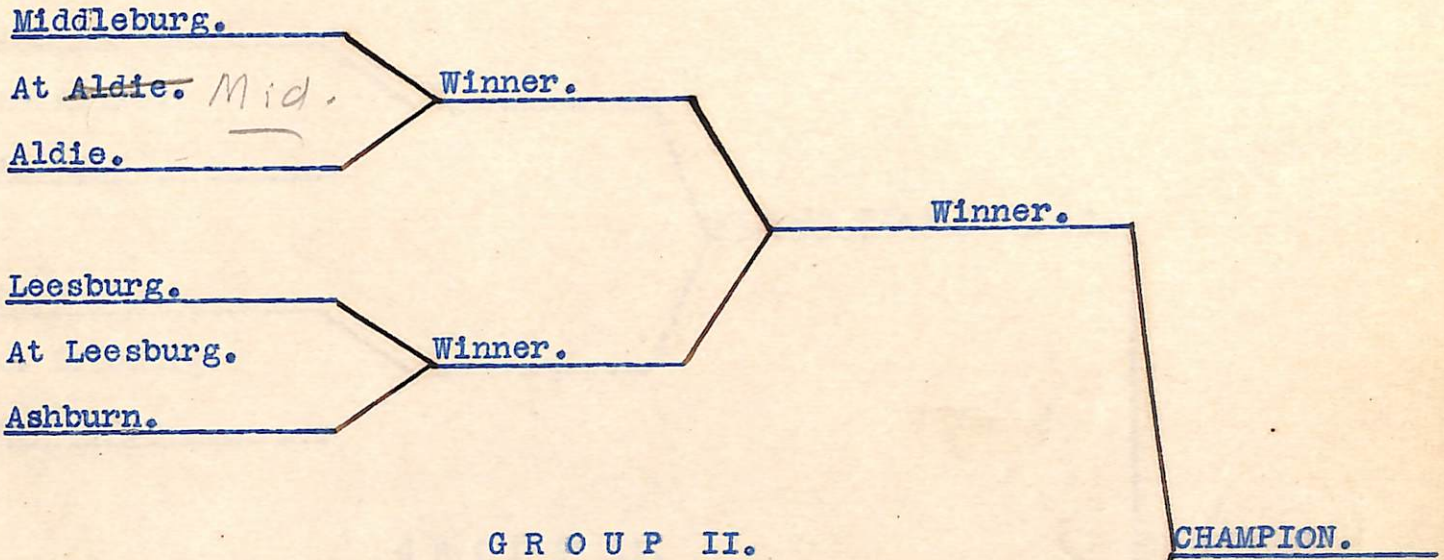 Middleburg.
At Aldie. Mid.
Aldie.
Winner.
Leesburg.
At Leesburg.
Ashburn.
Winner.
Winner.
GROUP II.
CHAMPION.